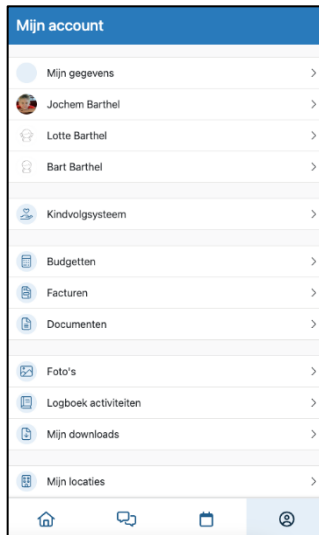 Mijn account
Mijn gegevens
Jochem Barthel
Lotte Barthel
Bart Barthel
Kindvolgsysteem
Budgetten
Facturen
Documenten
Foto's
Logboek activiteiten
Mijn downloads
Mijn locaties